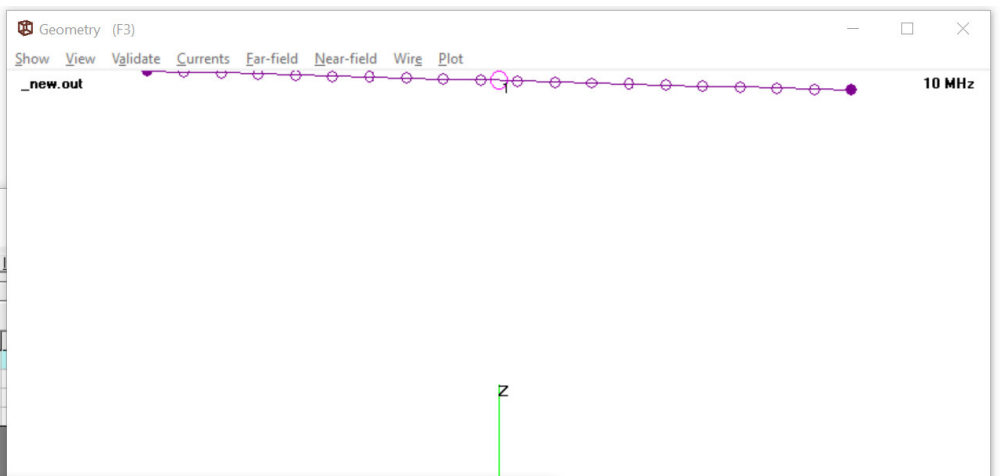 Geometry (F3)
Show View Validate Currents Far-field Near-field Wire Plot
_new.out 10 MHz
1
Z